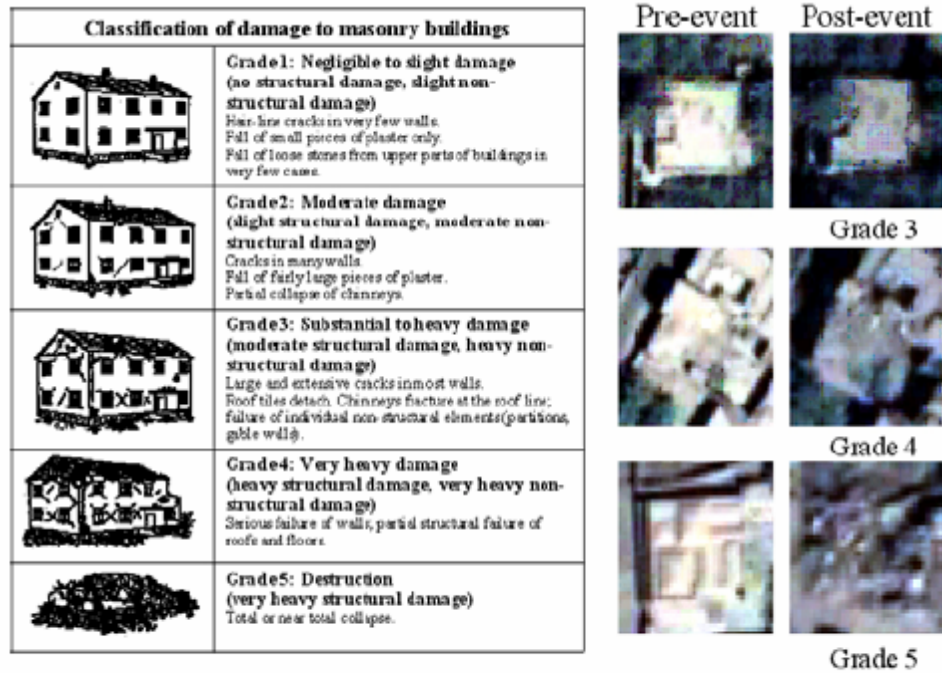 Classification of damage to masonry buildings
Grade1: Negligible to slight damage
(no structural damage, slight non-
structural damage)
Hair-line cracks in very few walls.
Fall of small pieces of plaster only.
Fall of loose stones from upper parts of buildings in
very few cases.
Grade2: Moderate damage
(slight structural damage, moderate non-
structural damage)
Cracks in many walls.
Fall of fairly large pieces of plaster.
Partial collapse of chimneys.
Grade3: Substantial to heavy damage
(moderate structural damage, heavy non-
structural damage)
Large and extensive cracks in most walls.
Roof tiles detach. Chimneys fracture at the roof line;
failure of individual non-structural elements (partitions,
gable walls).
Grade4: Very heavy damage
(heavy structural damage, very heavy non-
structural damage)
Serious failure of walls, partial structural failure of
roofs and floors.
Grade5: Destruction
(very heavy structural damage)
Total or near total collapse.
Pre-event Post-event
Grade 3
Grade 4
Grade 5